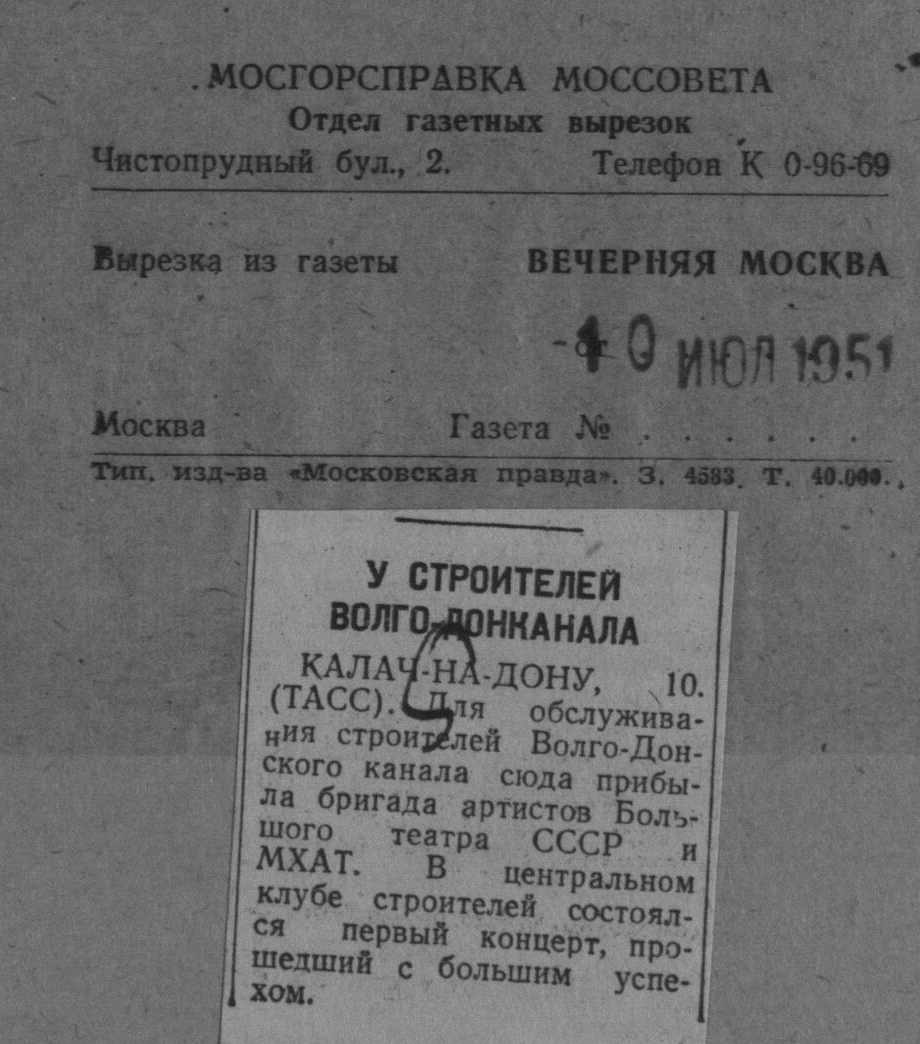 МОСГОРСПРАВКА МОССОВЕТА
Отдел газетных вырезок
Чистопрудный бул., 2. Телефон К 0-96-69
Вырезка из газеты ВЕЧЕРНЯЯ МОСКВА
от 10 ИЮЛ 1951
Москва Газета № . . . . . .
Тип. изд-ва «Московская правда». З. 4583. Т. 40.000.
У СТРОИТЕЛЕЙ
ВОЛГО-ДОНКАНАЛА
КАЛАЧ-НА-ДОНУ, 10.
(ТАСС). Для обслужива-
ния строителей Волго-Дон-
ского канала сюда прибы-
ла бригада артистов Боль-
шого театра СССР и
МХАТ. В центральном
клубе строителей состоял-
ся первый концерт, про-
шедший с большим успе-
хом.